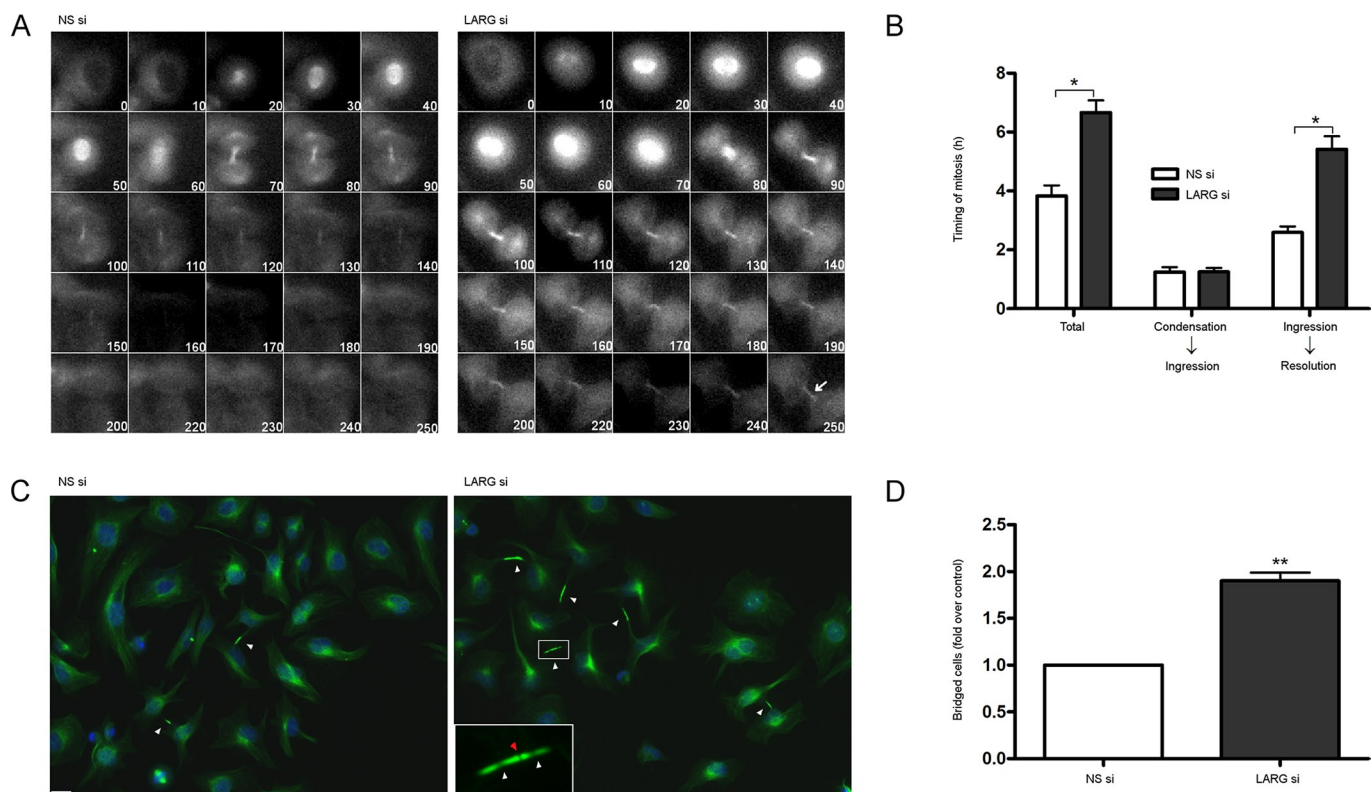 A
NS si
LARG si
0 10 20 30 40
50 60 70 80 90
100 110 120 130 140
150 160 170 180 190
200 220 230 240 250
0 10 20 30 40
50 60 70 80 90
100 110 120 130 140
150 160 170 180 190
200 220 230 240 250
B
Timing of mitosis (h)
8
6
4
2
0
*
*
NS si
LARG si
Total
Condensation
↓
Ingression
Ingression
↓
Resolution
C
NS si
LARG si
D
Bridged cells (fold over control)
2.5
2.0
1.5
1.0
0.5
0.0
**
NS si
LARG si